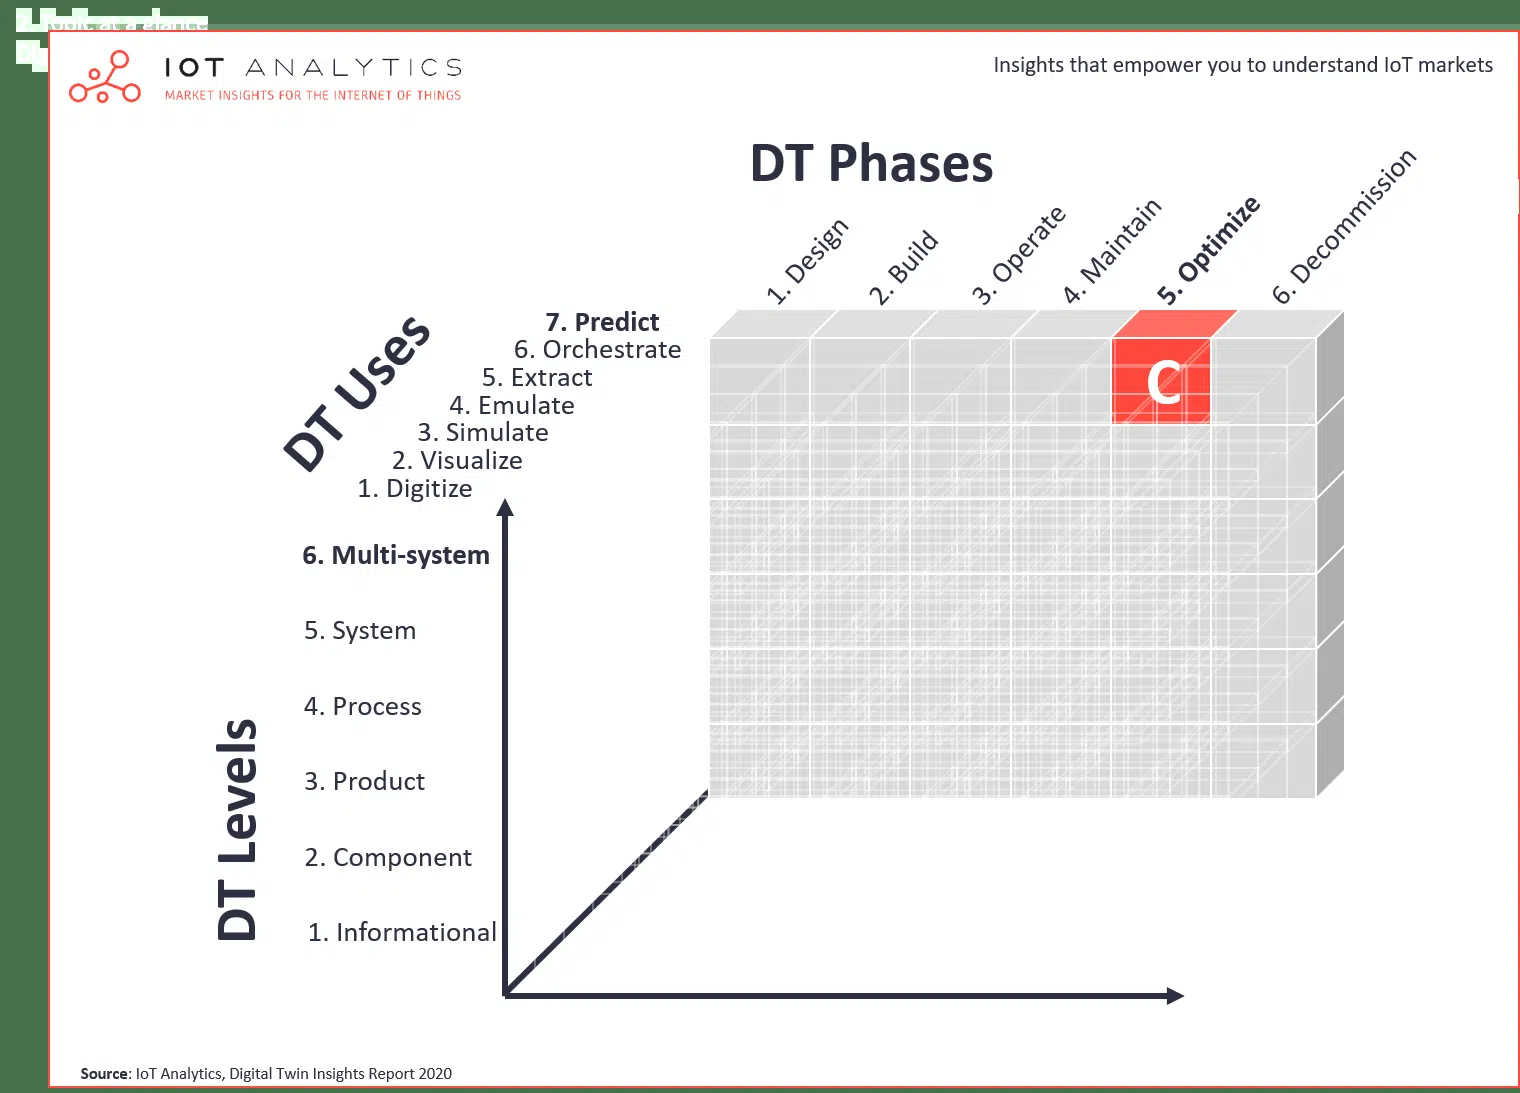 IOT ANALYTICS
MARKET INSIGHTS FOR THE INTERNET OF THINGS
Insights that empower you to understand IoT markets
DT Phases
1. Design
2. Build
3. Operate
4. Maintain
5. Optimize
6. Decommission
DT Uses
7. Predict
6. Orchestrate
5. Extract
4. Emulate
3. Simulate
2. Visualize
1. Digitize
C
DT Levels
6. Multi-system
5. System
4. Process
3. Product
2. Component
1. Informational
Source: IoT Analytics, Digital Twin Insights Report 2020